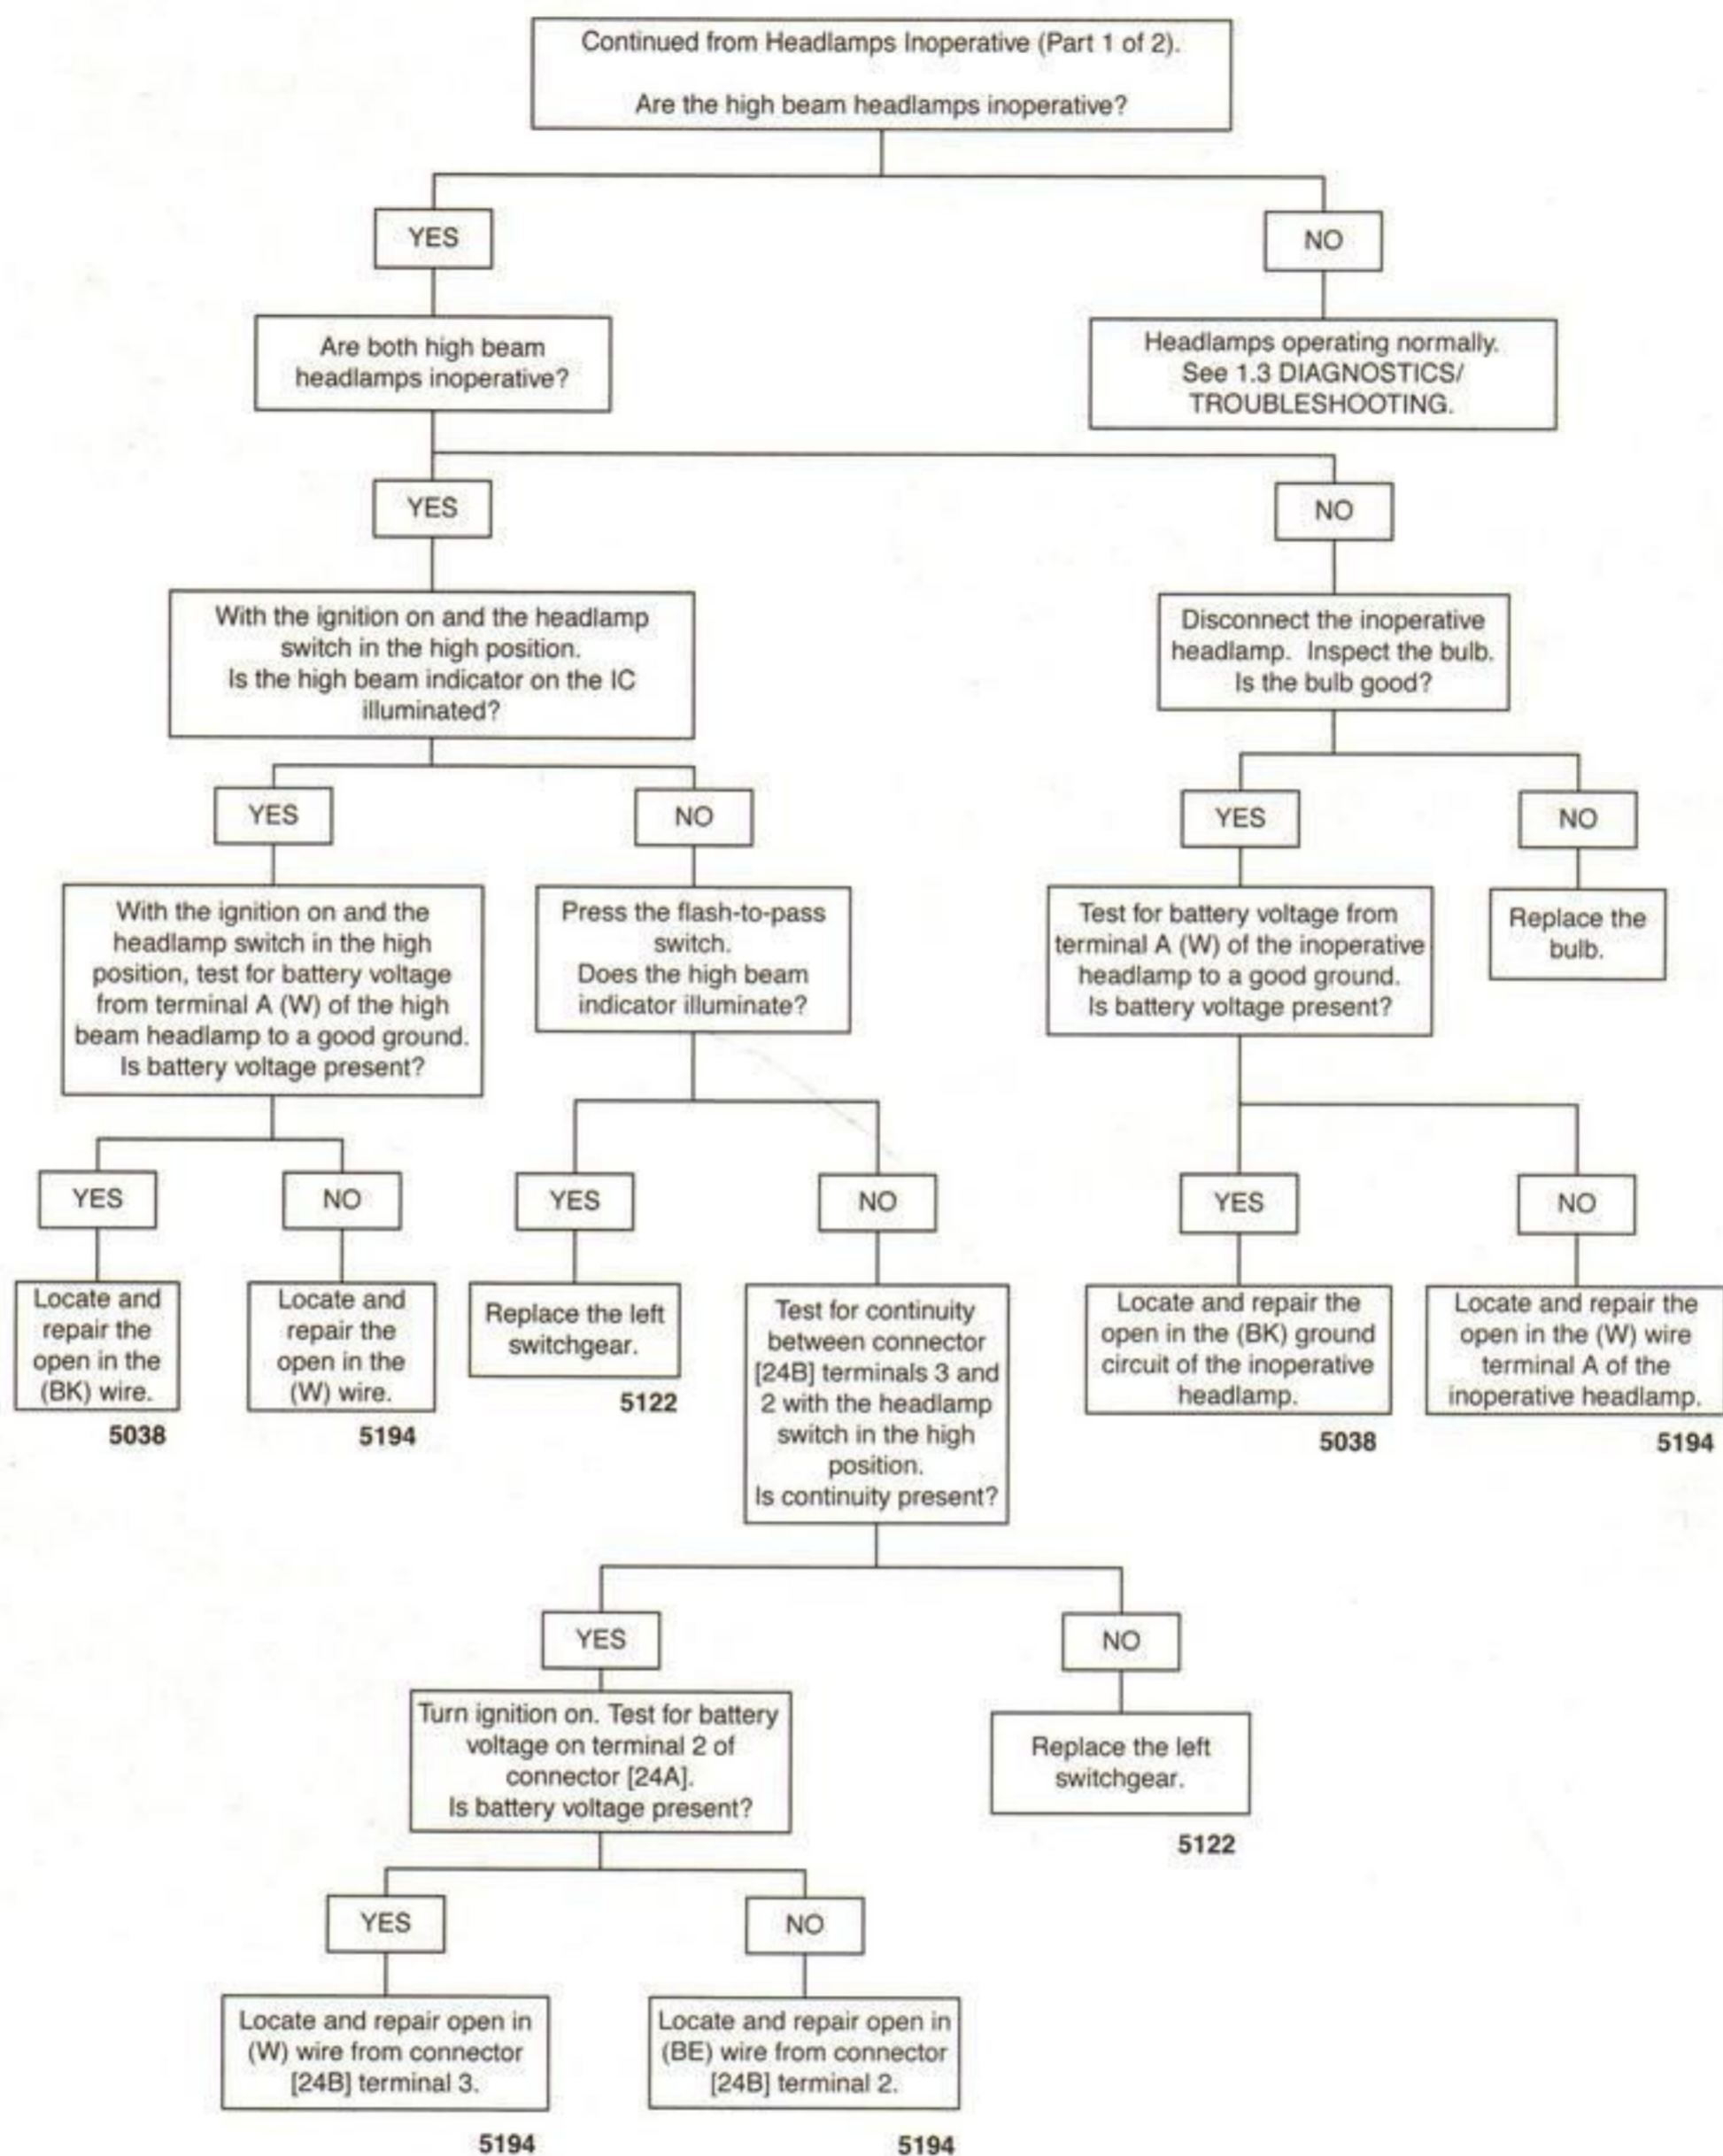 Continued from Headlamps Inoperative (Part 1 of 2).
Are the high beam headlamps inoperative?
YES
NO
Are both high beam
headlamps inoperative?
Headlamps operating normally.
See 1.3 DIAGNOSTICS/
TROUBLESHOOTING.
YES
NO
With the ignition on and the headlamp
switch in the high position.
Is the high beam indicator on the IC
illuminated?
Disconnect the inoperative
headlamp. Inspect the bulb.
Is the bulb good?
YES
NO
YES
NO
With the ignition on and the
headlamp switch in the high
position, test for battery voltage
from terminal A (W) of the high
beam headlamp to a good ground.
Is battery voltage present?
Press the flash-to-pass
switch.
Does the high beam
indicator illuminate?
Test for battery voltage from
terminal A (W) of the inoperative
headlamp to a good ground.
Is battery voltage present?
Replace the
bulb.
YES
NO
YES
NO
YES
NO
Locate and
repair the
open in the
(BK) wire.
5038
Locate and
repair the
open in the
(W) wire.
5194
Replace the left
switchgear.
5122
Test for continuity
between connector
[24B] terminals 3 and
2 with the headlamp
switch in the high
position.
Is continuity present?
Locate and repair the
open in the (BK) ground
circuit of the inoperative
headlamp.
5038
Locate and repair the
open in the (W) wire
terminal A of the
inoperative headlamp.
5194
YES
NO
Turn ignition on. Test for battery
voltage on terminal 2 of
connector [24A].
Is battery voltage present?
Replace the left
switchgear.
5122
YES
NO
Locate and repair open in
(W) wire from connector
[24B] terminal 3.
5194
Locate and repair open in
(BE) wire from connector
[24B] terminal 2.
5194